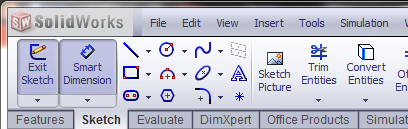 SW SolidWorks File Edit View Insert Tools Simulation
Exit Sketch Smart Dimension Sketch Picture Trim Entities Convert Entities
Features Sketch Evaluate DimXpert Office Products